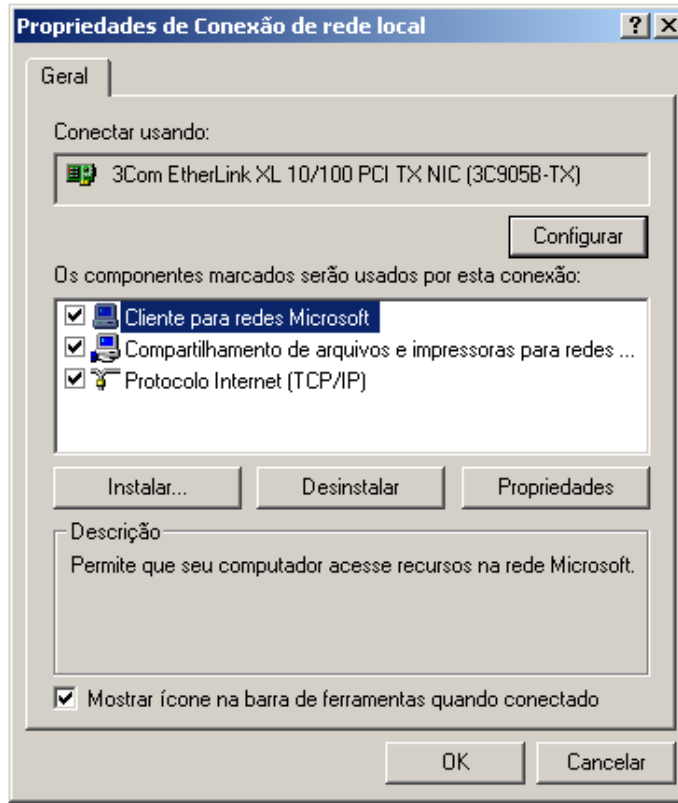 Propriedades de Conexão de rede local
Geral
Conectar usando:
3Com EtherLink XL 10/100 PCI TX NIC (3C905B-TX)
Configurar
Os componentes marcados serão usados por esta conexão:
Cliente para redes Microsoft
Compartilhamento de arquivos e impressoras para redes ...
Protocolo Internet (TCP/IP)
Instalar... Desinstalar Propriedades
Descrição
Permite que seu computador acesse recursos na rede Microsoft.
Mostrar ícone na barra de ferramentas quando conectado
OK Cancelar